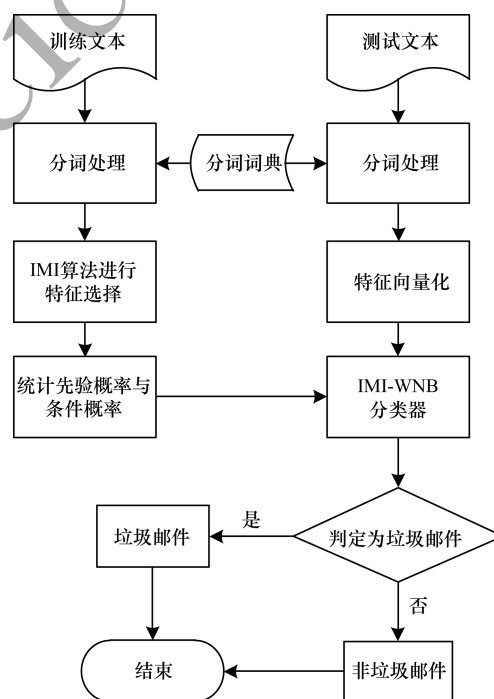 训练文本
测试文本
分词处理
分词词典
分词处理
IMI算法进行
特征选择
特征向量化
统计先验概率与
条件概率
IMI-WNB
分类器
垃圾邮件
是
判定为垃圾邮件
否
结束
非垃圾邮件